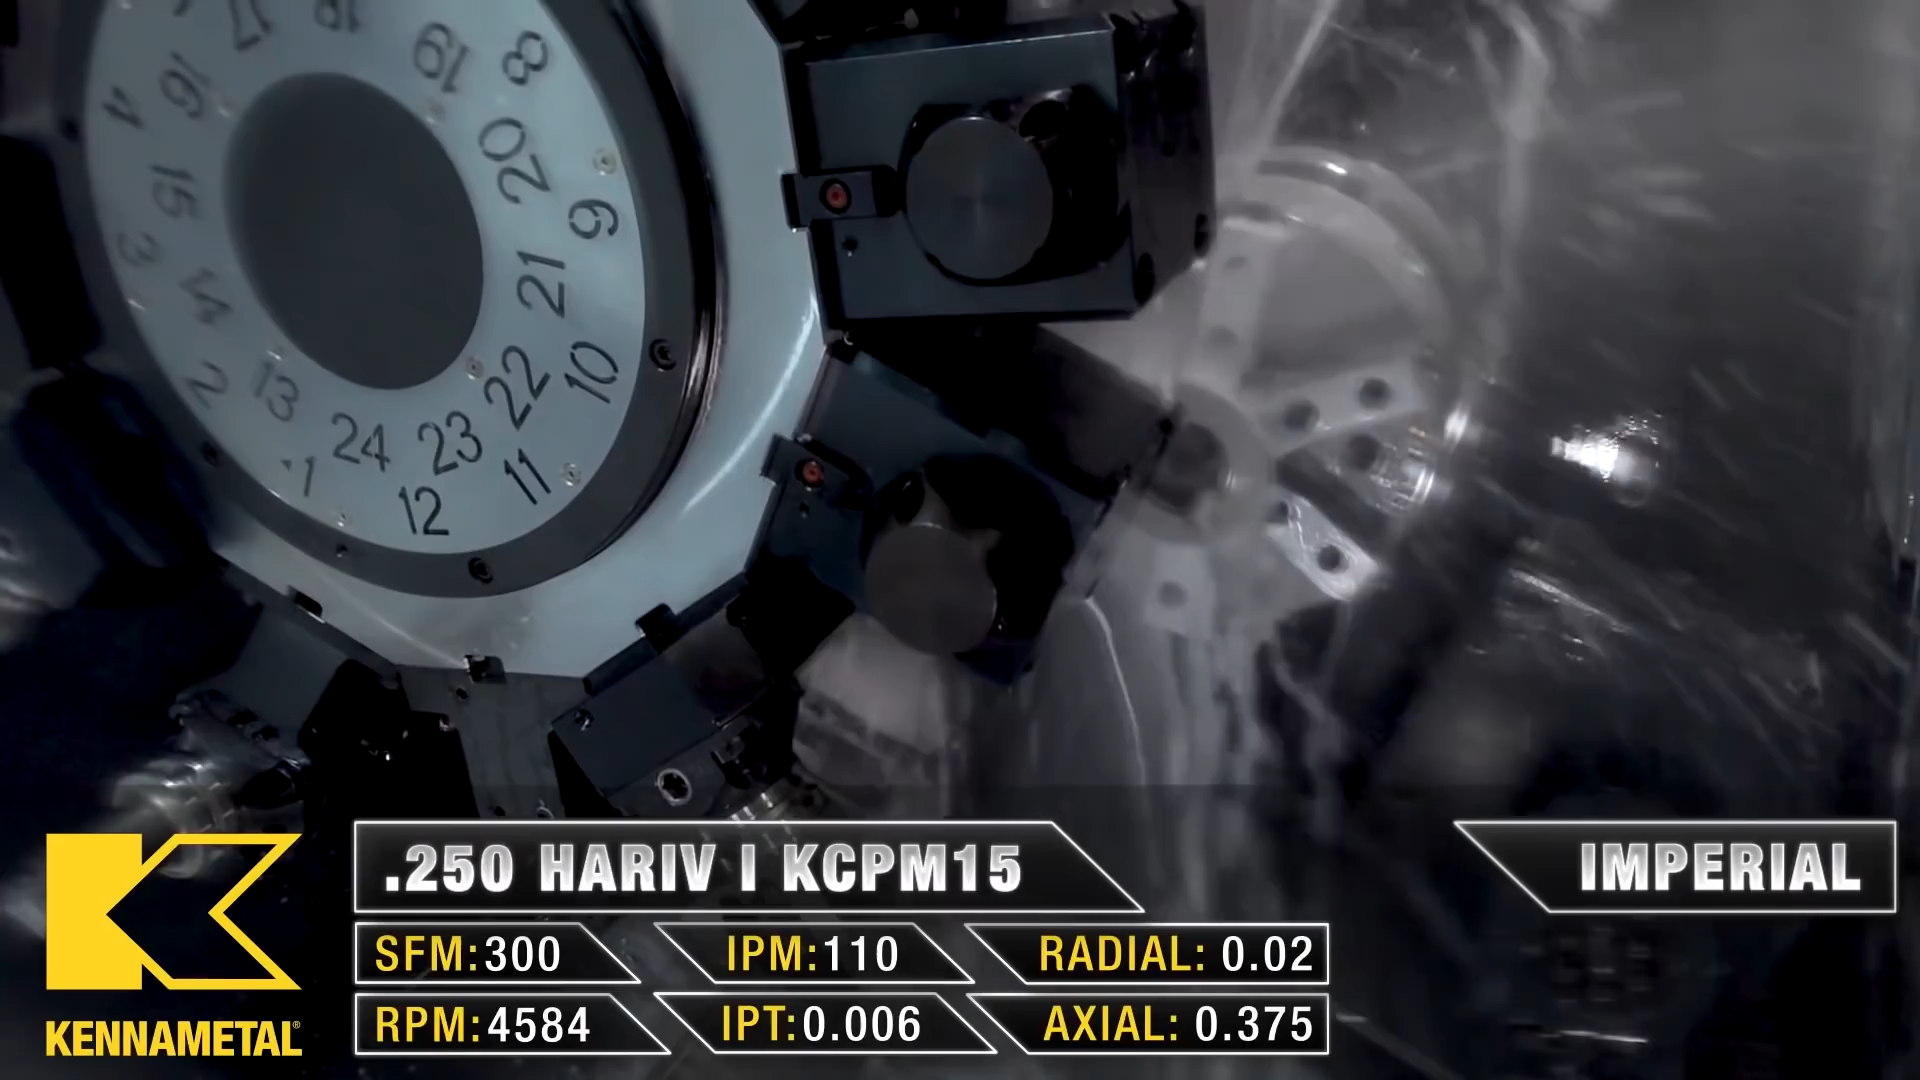 17
18
19
8
16
4
20
15
9
3
21
14
10
22
2
13
24
23
11
1
12
.250 HARIV I KCPM15
IMPERIAL
SFM:300
IPM:110
RADIAL: 0.02
RPM:4584
IPT:0.006
AXIAL: 0.375
KENNAMETAL®